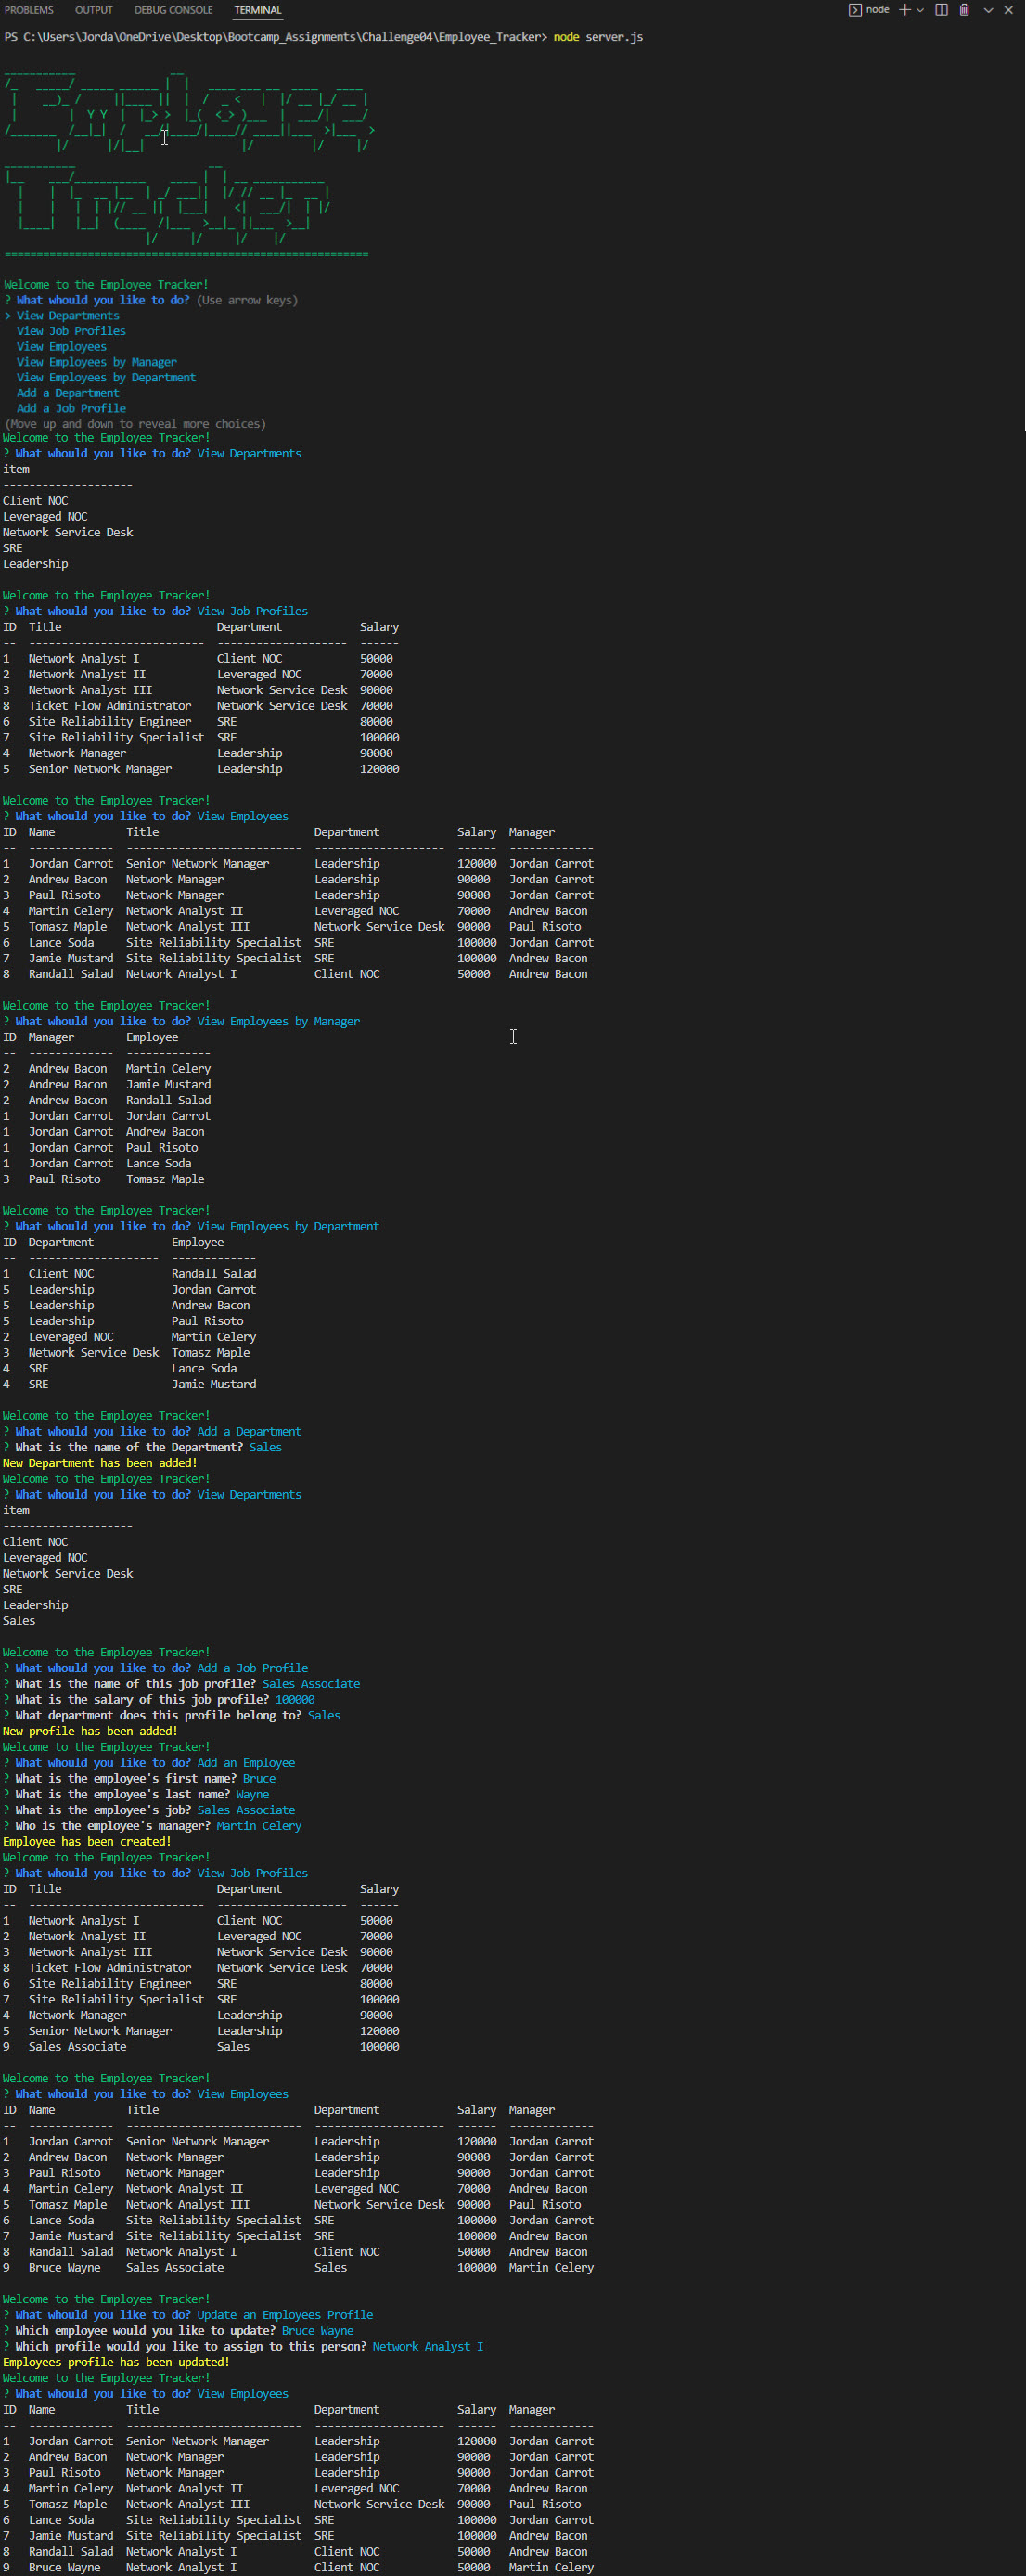 PROBLEMS OUTPUT DEBUG CONSOLE TERMINAL node
PS C:\Users\Jorda\OneDrive\Desktop\Bootcamp_Assignments\Challenge04\Employee_Tracker> node server.js
Employee
Tracker
=========================================================
Welcome to the Employee Tracker!
? What whould you like to do? (Use arrow keys)
> View Departments
View Job Profiles
View Employees
View Employees by Manager
View Employees by Department
Add a Department
Add a Job Profile
(Move up and down to reveal more choices)
Welcome to the Employee Tracker!
? What whould you like to do? View Departments
item
--------------------
Client NOC
Leveraged NOC
Network Service Desk
SRE
Leadership
Welcome to the Employee Tracker!
? What whould you like to do? View Job Profiles
ID  Title                        Department            Salary
--  ---------------------------  --------------------  ------
1   Network Analyst I            Client NOC            50000
2   Network Analyst II           Leveraged NOC         70000
3   Network Analyst III          Network Service Desk  90000
8   Ticket Flow Administrator    Network Service Desk  70000
6   Site Reliability Engineer    SRE                   80000
7   Site Reliability Specialist  SRE                   100000
4   Network Manager              Leadership            90000
5   Senior Network Manager       Leadership            120000
Welcome to the Employee Tracker!
? What whould you like to do? View Employees
ID  Name           Title                        Department            Salary  Manager
--  -------------  ---------------------------  --------------------  ------  -------------
1   Jordan Carrot  Senior Network Manager       Leadership            120000  Jordan Carrot
2   Andrew Bacon   Network Manager              Leadership            90000   Jordan Carrot
3   Paul Risoto    Network Manager              Leadership            90000   Jordan Carrot
4   Martin Celery  Network Analyst II           Leveraged NOC         70000   Andrew Bacon
5   Tomasz Maple   Network Analyst III          Network Service Desk  90000   Paul Risoto
6   Lance Soda     Site Reliability Specialist  SRE                   100000  Jordan Carrot
7   Jamie Mustard  Site Reliability Specialist  SRE                   100000  Andrew Bacon
8   Randall Salad  Network Analyst I            Client NOC            50000   Andrew Bacon
Welcome to the Employee Tracker!
? What whould you like to do? View Employees by Manager
ID  Manager        Employee
--  -------------  -------------
2   Andrew Bacon   Martin Celery
2   Andrew Bacon   Jamie Mustard
2   Andrew Bacon   Randall Salad
1   Jordan Carrot  Jordan Carrot
1   Jordan Carrot  Andrew Bacon
1   Jordan Carrot  Paul Risoto
1   Jordan Carrot  Lance Soda
3   Paul Risoto    Tomasz Maple
Welcome to the Employee Tracker!
? What whould you like to do? View Employees by Department
ID  Department            Employee
--  --------------------  -------------
1   Client NOC            Randall Salad
5   Leadership            Jordan Carrot
5   Leadership            Andrew Bacon
5   Leadership            Paul Risoto
2   Leveraged NOC         Martin Celery
3   Network Service Desk  Tomasz Maple
4   SRE                   Lance Soda
4   SRE                   Jamie Mustard
Welcome to the Employee Tracker!
? What whould you like to do? Add a Department
? What is the name of the Department? Sales
New Department has been added!
Welcome to the Employee Tracker!
? What whould you like to do? View Departments
item
--------------------
Client NOC
Leveraged NOC
Network Service Desk
SRE
Leadership
Sales
Welcome to the Employee Tracker!
? What whould you like to do? Add a Job Profile
? What is the name of this job profile? Sales Associate
? What is the salary of this job profile? 100000
? What department does this profile belong to? Sales
New profile has been added!
Welcome to the Employee Tracker!
? What whould you like to do? Add an Employee
? What is the employee's first name? Bruce
? What is the employee's last name? Wayne
? What is the employee's job? Sales Associate
? Who is the employee's manager? Martin Celery
Employee has been created!
Welcome to the Employee Tracker!
? What whould you like to do? View Job Profiles
ID  Title                        Department            Salary
--  ---------------------------  --------------------  ------
1   Network Analyst I            Client NOC            50000
2   Network Analyst II           Leveraged NOC         70000
3   Network Analyst III          Network Service Desk  90000
8   Ticket Flow Administrator    Network Service Desk  70000
6   Site Reliability Engineer    SRE                   80000
7   Site Reliability Specialist  SRE                   100000
4   Network Manager              Leadership            90000
5   Senior Network Manager       Leadership            120000
9   Sales Associate              Sales                 100000
Welcome to the Employee Tracker!
? What whould you like to do? View Employees
ID  Name           Title                        Department            Salary  Manager
--  -------------  ---------------------------  --------------------  ------  -------------
1   Jordan Carrot  Senior Network Manager       Leadership            120000  Jordan Carrot
2   Andrew Bacon   Network Manager              Leadership            90000   Jordan Carrot
3   Paul Risoto    Network Manager              Leadership            90000   Jordan Carrot
4   Martin Celery  Network Analyst II           Leveraged NOC         70000   Andrew Bacon
5   Tomasz Maple   Network Analyst III          Network Service Desk  90000   Paul Risoto
6   Lance Soda     Site Reliability Specialist  SRE                   100000  Jordan Carrot
7   Jamie Mustard  Site Reliability Specialist  SRE                   100000  Andrew Bacon
8   Randall Salad  Network Analyst I            Client NOC            50000   Andrew Bacon
9   Bruce Wayne    Sales Associate              Sales                 100000  Martin Celery
Welcome to the Employee Tracker!
? What whould you like to do? Update an Employees Profile
? Which employee would you like to update? Bruce Wayne
? Which profile would you like to assign to this person? Network Analyst I
Employees profile has been updated!
Welcome to the Employee Tracker!
? What whould you like to do? View Employees
ID  Name           Title                        Department            Salary  Manager
--  -------------  ---------------------------  --------------------  ------  -------------
1   Jordan Carrot  Senior Network Manager       Leadership            120000  Jordan Carrot
2   Andrew Bacon   Network Manager              Leadership            90000   Jordan Carrot
3   Paul Risoto    Network Manager              Leadership            90000   Jordan Carrot
4   Martin Celery  Network Analyst II           Leveraged NOC         70000   Andrew Bacon
5   Tomasz Maple   Network Analyst III          Network Service Desk  90000   Paul Risoto
6   Lance Soda     Site Reliability Specialist  SRE                   100000  Jordan Carrot
7   Jamie Mustard  Site Reliability Specialist  SRE                   100000  Andrew Bacon
8   Randall Salad  Network Analyst I            Client NOC            50000   Andrew Bacon
9   Bruce Wayne    Network Analyst I            Client NOC            50000   Martin Celery